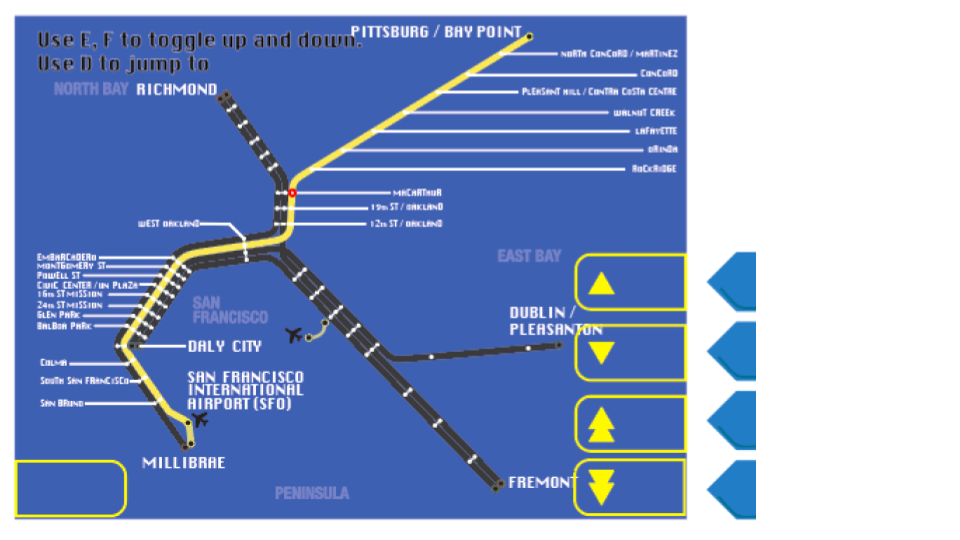 Use E, F to toggle up and down.
Use D to jump to
PITTSBURG / BAY POINT
NORTH CONCORD / MARTINEZ
CONCORD
NORTH BAY
RICHMOND
PLEASANT HILL / CONTRA COSTA CENTRE
WALNUT CREEK
LAFAYETTE
ORINDA
ROCKRIDGE
MACARTHUR
19TH ST / OAKLAND
12TH ST / OAKLAND
WEST OAKLAND
EMBARCADERO
MONTGOMERY ST
POWELL ST
CIVIC CENTER / UN PLAZA
16TH ST MISSION
24TH ST MISSION
GLEN PARK
BALBOA PARK
EAST BAY
SAN
FRANCISCO
DUBLIN /
PLEASANTON
DALY CITY
COLMA
SOUTH SAN FRANCISCO
SAN BRUNO
SAN FRANCISCO
INTERNATIONAL
AIRPORT (SFO)
MILLIBRAE
FREMONT
PENINSULA